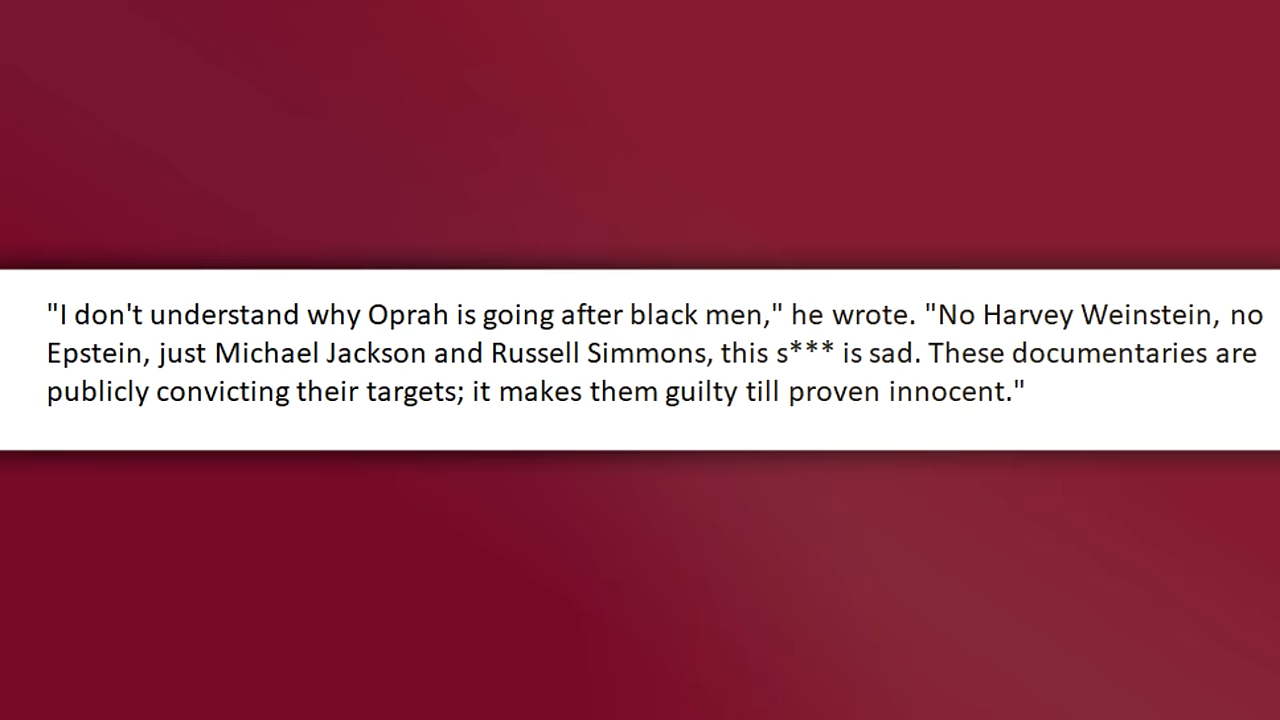 "I don't understand why Oprah is going after black men," he wrote. "No Harvey Weinstein, no
Epstein, just Michael Jackson and Russell Simmons, this s*** is sad. These documentaries are
publicly convicting their targets; it makes them guilty till proven innocent."